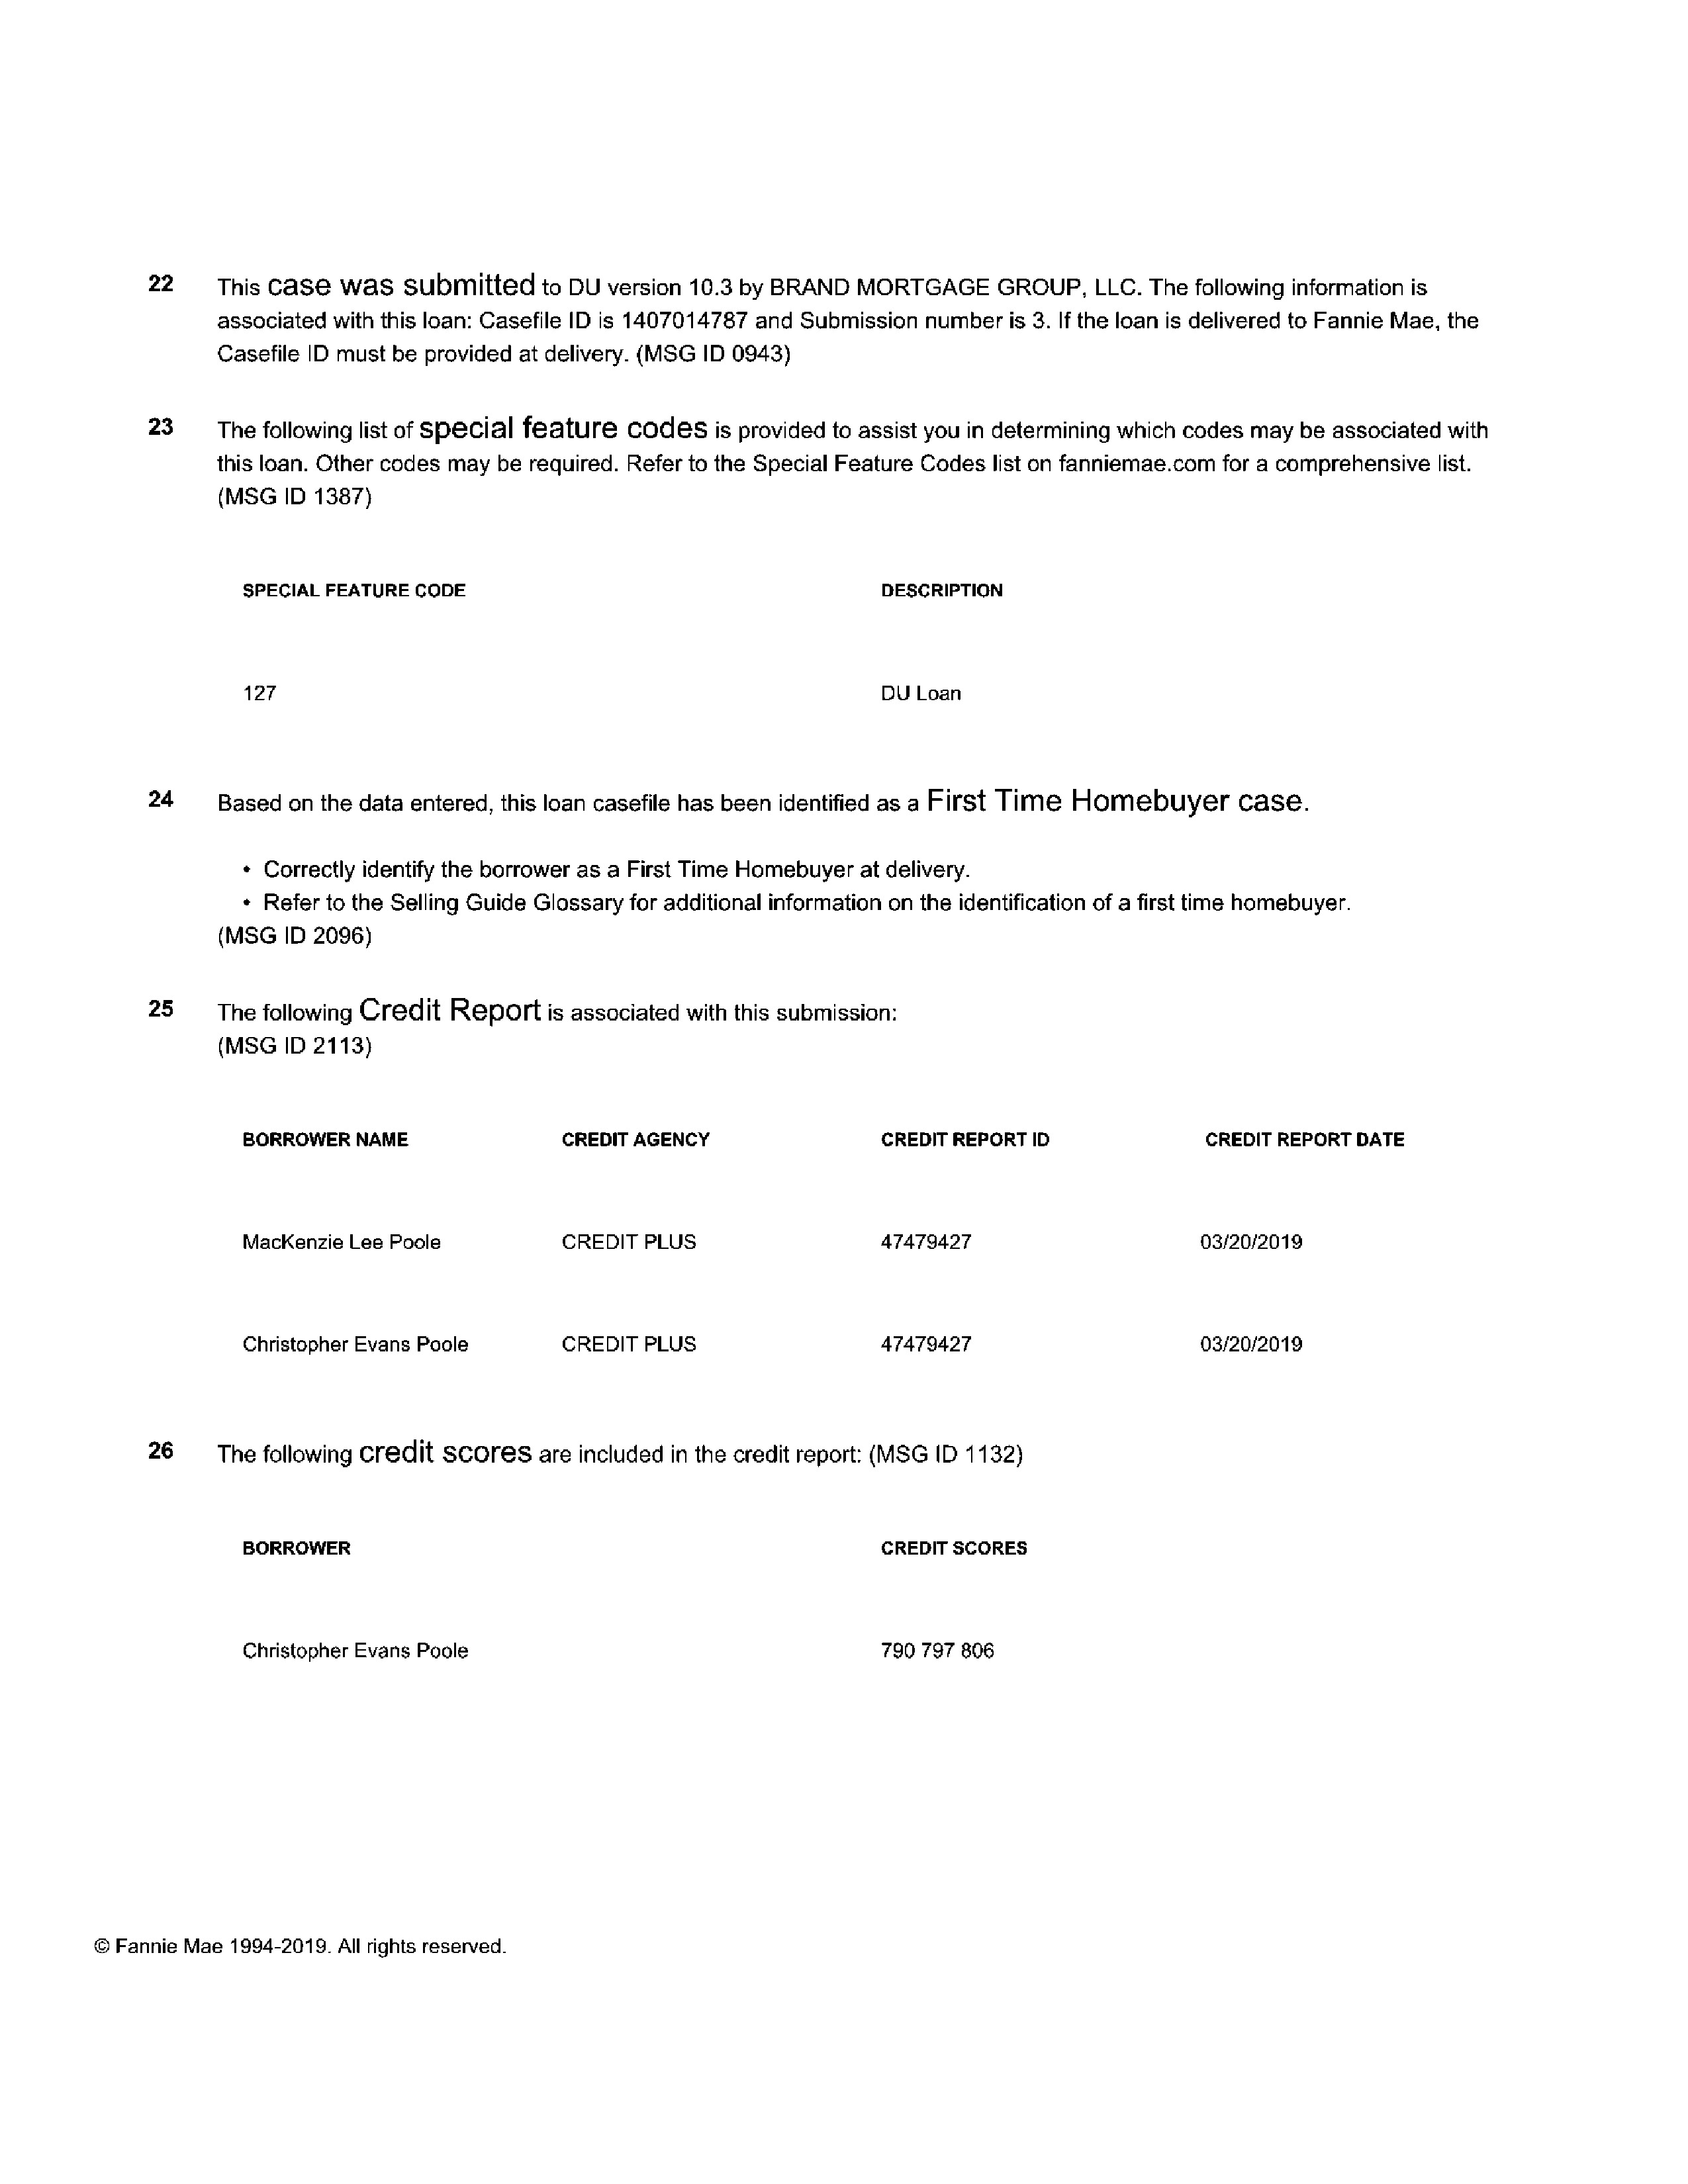 22 This case was submitted to DU version 10.3 by BRAND MORTGAGE GROUP, LLC. The following information is
associated with this loan: Casefile ID is 1407014787 and Submission number is 3. If the loan is delivered to Fannie Mae, the
Casefile ID must be provided at delivery. (MSG ID 0943)
23 The following list of special feature codes is provided to assist you in determining which codes may be associated with
this loan. Other codes may be required. Refer to the Special Feature Codes list on fanniemae.com for a comprehensive list.
(MSG ID 1387)
SPECIAL FEATURE CODE DESCRIPTION
127 DU Loan
24 Based on the data entered, this loan casefile has been identified as a First Time Homebuyer case.
• Correctly identify the borrower as a First Time Homebuyer at delivery.
• Refer to the Selling Guide Glossary for additional information on the identification of a first time homebuyer.
(MSG ID 2096)
25 The following Credit Report is associated with this submission:
(MSG ID 2113)
BORROWER NAME CREDIT AGENCY CREDIT REPORT ID CREDIT REPORT DATE
MacKenzie Lee Poole CREDIT PLUS 47479427 03/20/2019
Christopher Evans Poole CREDIT PLUS 47479427 03/20/2019
26 The following credit scores are included in the credit report: (MSG ID 1132)
BORROWER CREDIT SCORES
Christopher Evans Poole 790 797 806
© Fannie Mae 1994-2019. All rights reserved.